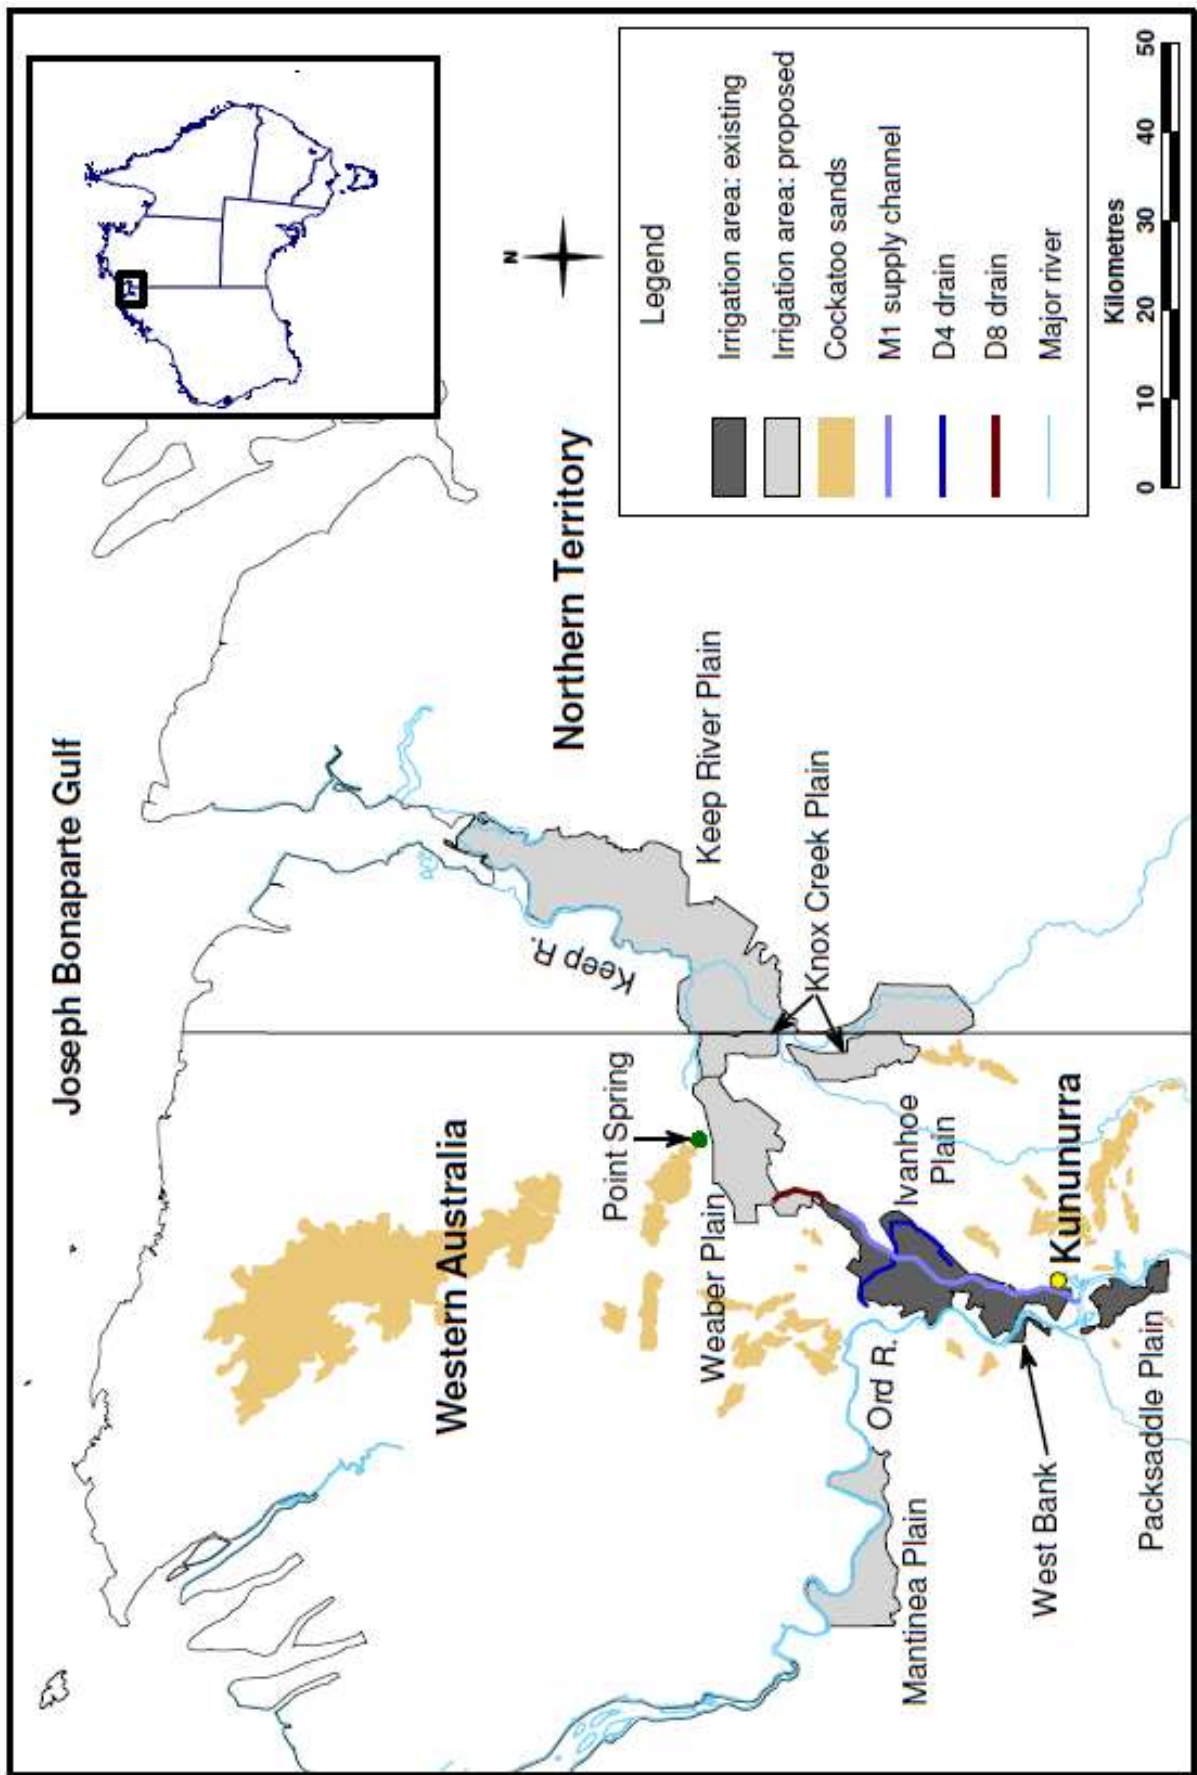 Joseph Bonaparte Gulf
N
Western Australia
Northern Territory
Point Spring
Keep R.
Weaber Plain
Keep River Plain
Knox Creek Plain
Ord R.
Ivanhoe
Plain
Mantinea Plain
West Bank
Kununurra
Packsaddle Plain
Legend
Irrigation area: existing
Irrigation area: proposed
Cockatoo sands
M1 supply channel
D4 drain
D8 drain
Major river
Kilometres
0 10 20 30 40 50